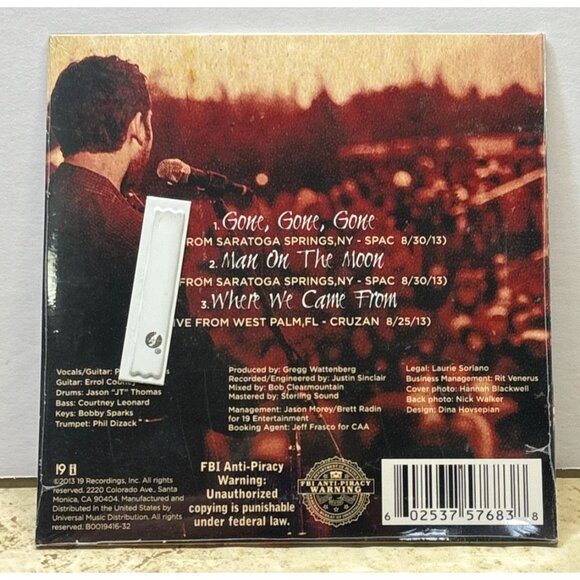 1. Gone, Gone, Gone
FROM SARATOGA SPRINGS,NY - SPAC 8/30/13)
2. Man On The Moon
FROM SARATOGA SPRINGS,NY - SPAC 8/30/13)
3. Where We Came From
LIVE FROM WEST PALM,FL - CRUZAN 8/25/13)
Vocals/Guitar: P
Guitar: Errol Cooney
Drums: Jason "JT" Thomas
Bass: Courtney Leonard
Keys: Bobby Sparks
Trumpet: Phil Dizack
Produced by: Gregg Wattenberg
Recorded/Engineered by: Justin Sinclair
Mixed by: Bob Clearmountain
Mastered by: Sterling Sound
Management: Jason Morey/Brett Radin
for 19 Entertainment
Booking Agent: Jeff Frasco for CAA
Legal: Laurie Soriano
Business Management: Rit Venerus
Cover photo: Hannah Blackwell
Back photo: Nick Walker
Design: Dina Hovsepian
19
©2013 19 Recordings, Inc. All rights
reserved. 2220 Colorado Ave., Santa
Monica, CA 90404. Manufactured and
Distributed in the United States by
Universal Music Distribution. All rights
reserved. B0019416-32
FBI Anti-Piracy
Warning:
Unauthorized
copying is punishable
under federal law.
FBI ANTI-PIRACY
WARNING
6 02537 57683 8